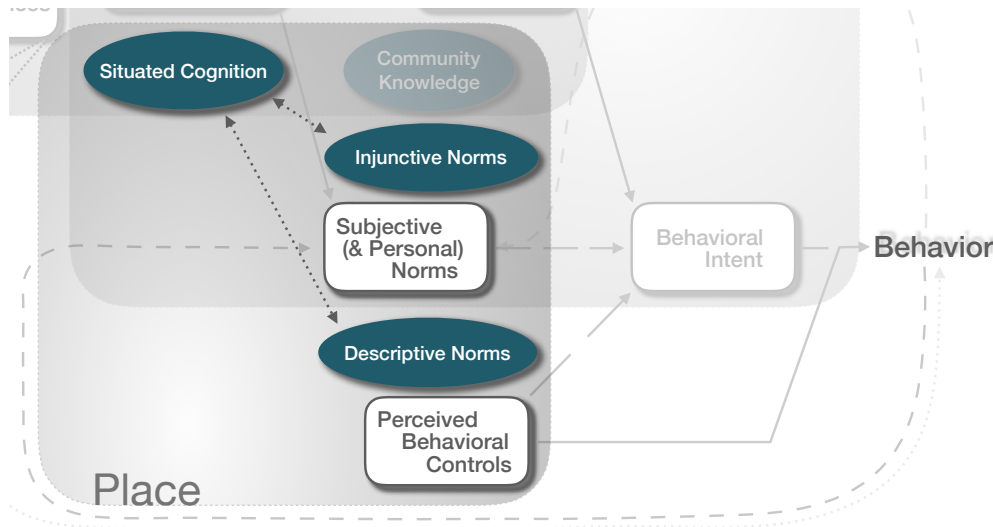 Situated Cognition
Community
Knowledge
Injunctive Norms
Subjective
(& Personal)
Norms
Behavioral
Intent
Behavior
Descriptive Norms
Perceived
Behavioral
Controls
Place